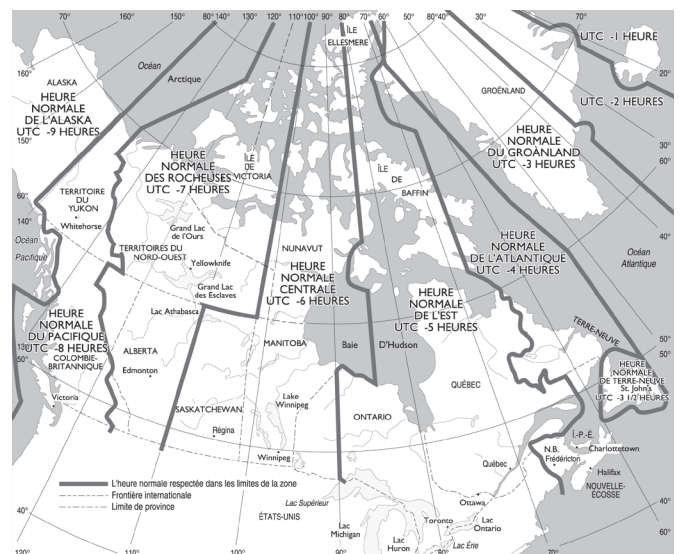 160°
170°
150°
140°
130°
120°
110°
100°
90°
80°
70°
60°
80°
40°
30°
20°
30°
60°
40°
50°
50°
60°
40°
70°
80°
90°
100°
110°
120°
40°
50°
130°
140°
60°
150°
ÎLE
ELLESMERE
UTC -1 HEURE
UTC -2 HEURES
GROËNLAND
HEURE
NORMALE
DU GROÀNLAND
UTC -3 HEURES
Océan
Arctique
ALASKA
HEURE
NORMALE
DE L'ALASKA
UTC -9 HEURES
HEURE
NORMALE
DES ROCHEUSES
UTC -7 HEURES
ÎLE
DE
VICTORIA
ÎLE
DE
BAFFIN
TERRITOIRE
DU
YUKON
Whitehorse
Océan
Pacifique
Grand Lac
de l'Ours
TERRITOIRES DU
NORD-OUEST
Yellowknife
Grand Lac
des Esclaves
Lac Athabasca
NUNAVUT
HEURE
NORMALE
CENTRALE
UTC -6 HEURES
HEURE
NORMALE
DE L'ATLANTIQUE
UTC -4 HEURES
Océan
Atlantique
HEURE
NORMALE
DE L'EST
UTC -5 HEURES
HEURE
NORMALE
DU PACIFIQUE
UTC -8 HEURES
COLOMBIE-
BRITANNIQUE
Victoria
ALBERTA
Edmonton
SASKATCHEWAN
Régina
MANITOBA
Lake
Winnipeg
Winnipeg
Baie
D'Hudson
ONTARIO
QUÉBEC
TERRE-NEUVE
HEURE
NORMALE
DE TERRE-NEUVE
St. John's
UTC -3 1/2 HEURES
Î.-P.-É.
Charlottetown
N.B.
Frédéricton
Halifax
NOUVELLE-
ÉCOSSE
Québec
Ottawa
Toronto
Lac
Ontario
Lac Érie
Lac
Huron
Lac
Michigan
Lac Supérieur
ÉTATS-UNIS
L'heure normale respectée dans les limites de la zone
Frontière internationale
Limite de province